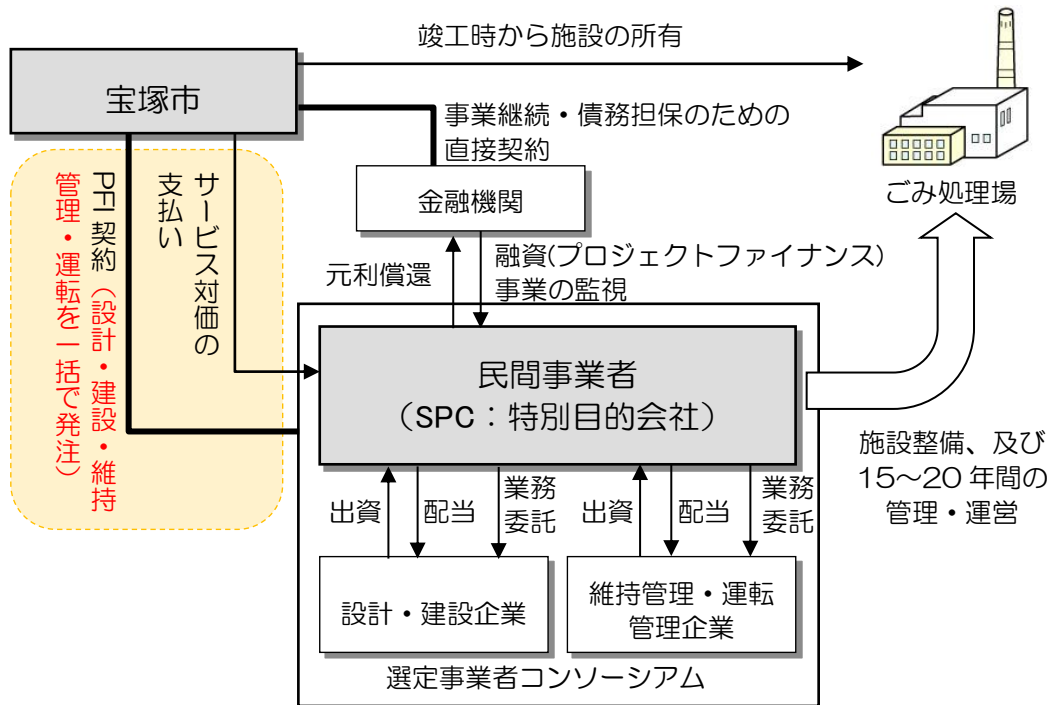 竣工時から施設の所有
宝塚市
事業継続・債務担保のための
直接契約
金融機関
ごみ処理場
PFI契約（設計・建設・維持
管理・運転を一括で発注）
サービス対価の
支払い
元利償還
融資(プロジェクトファイナンス)
事業の監視
民間事業者
（SPC：特別目的会社）
施設整備、及び
15～20年間の
管理・運営
出資
配当
業務
委託
出資
配当
業務
委託
設計・建設企業
維持管理・運転
管理企業
選定事業者コンソーシアム